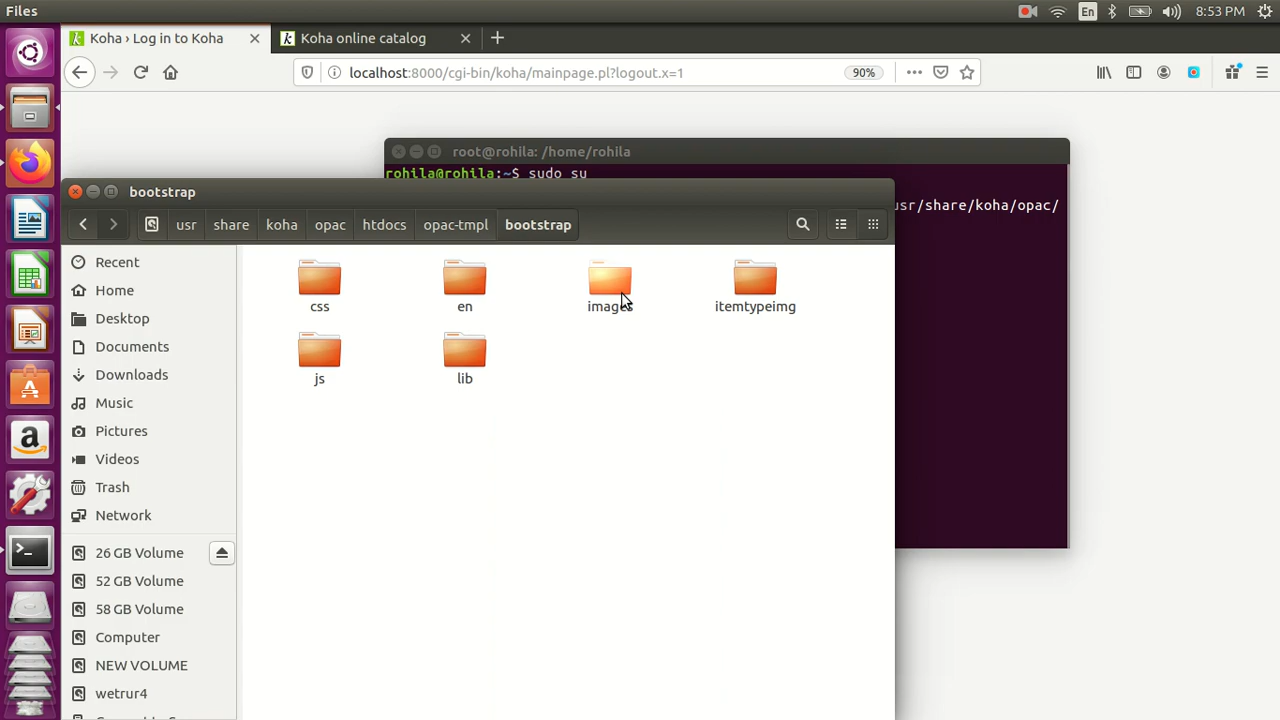 Files
En
8:53 PM
Koha › Log in to Koha
Koha online catalog
localhost:8000/cgi-bin/koha/mainpage.pl?logout.x=1
90%
root@rohila: /home/rohila
rohila@rohila:~$ sudo su
usr/share/koha/opac/
bootstrap
usr
share
koha
opac
htdocs
opac-tmpl
bootstrap
Recent
Home
Desktop
Documents
Downloads
Music
Pictures
Videos
Trash
Network
26 GB Volume
52 GB Volume
58 GB Volume
Computer
NEW VOLUME
wetrur4
css
en
images
itemtypeimg
js
lib